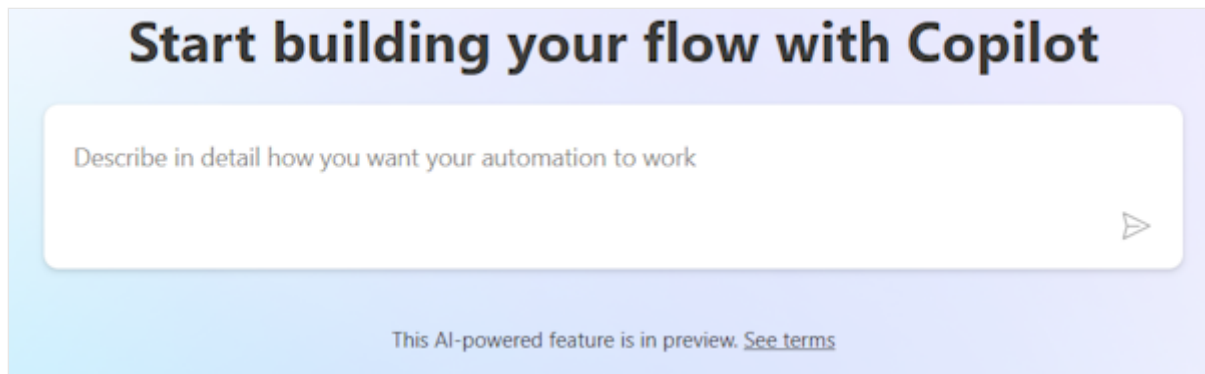 Start building your flow with Copilot
Describe in detail how you want your automation to work
This AI-powered feature is in preview. See terms